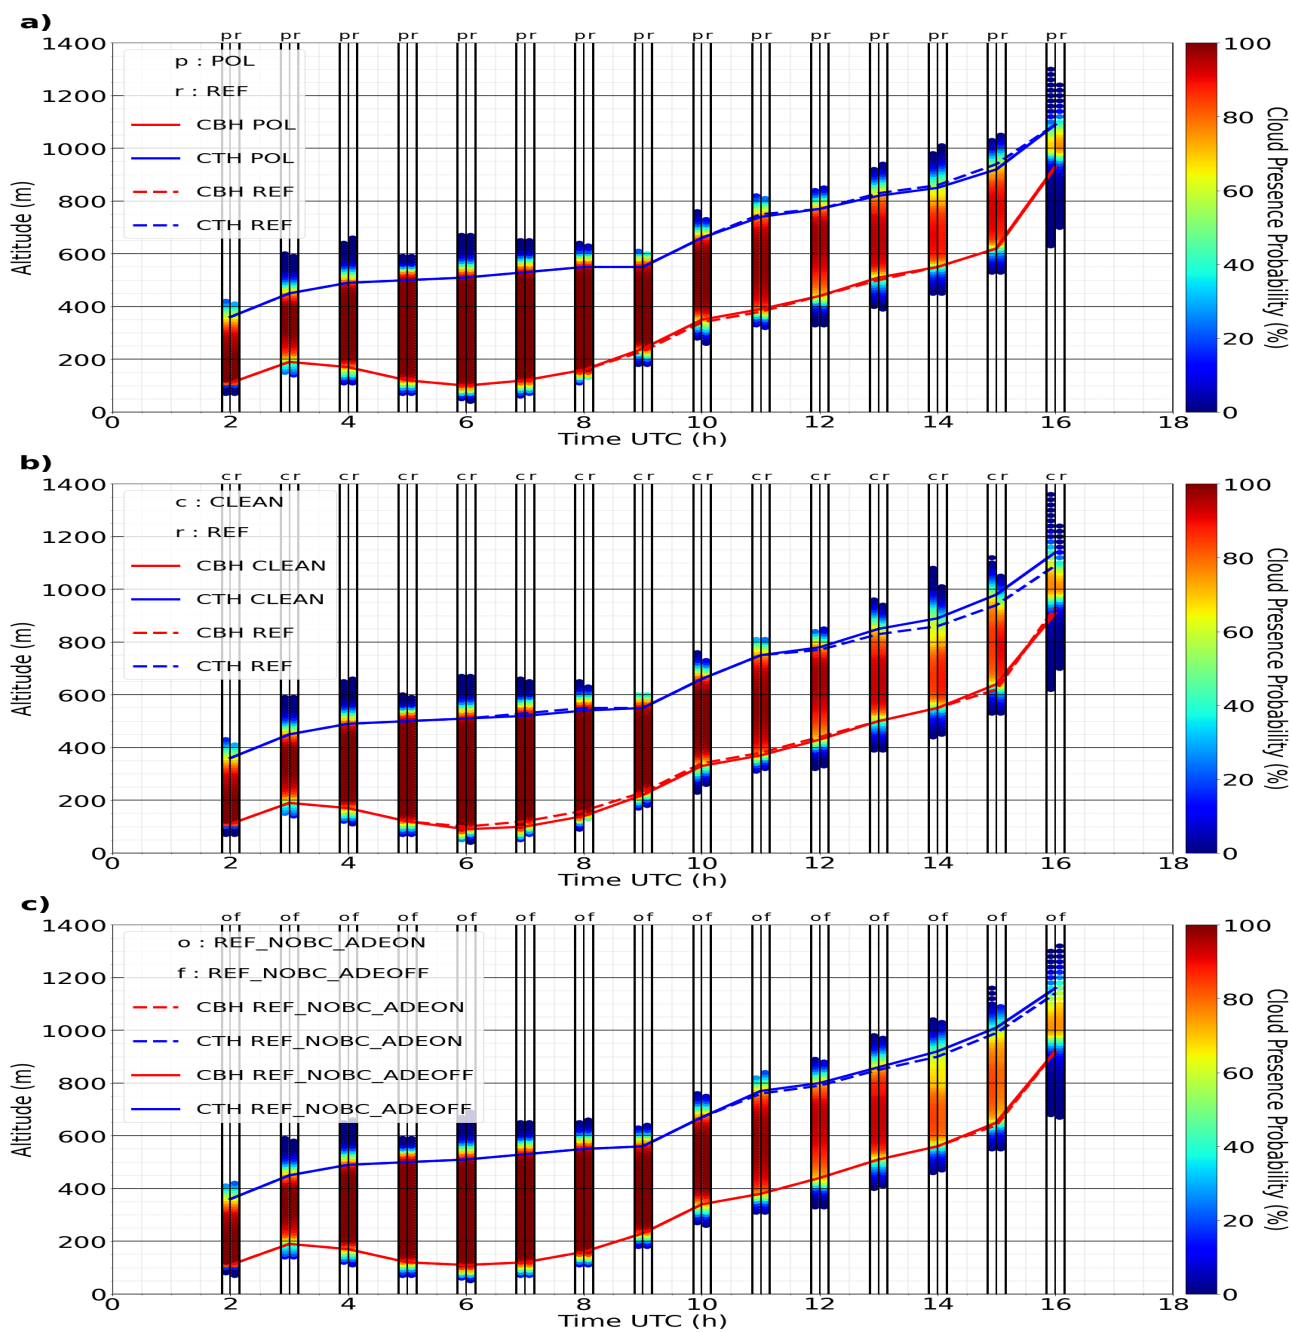 a)
p r p r p r p r p r p r p r p r p r p r p r p r p r p r p r
1400
1200
1000
800
600
400
200
0
Altitude (m)
p : POL
r : REF
CBH POL
CTH POL
CBH REF
CTH REF
0 2 4 6 8 10 12 14 16 18
Time UTC (h)
100
80
60
40
20
0
Cloud Presence Probability (%)
b)
c r c r c r c r c r c r c r c r c r c r c r c r c r c r c r
1400
1200
1000
800
600
400
200
0
Altitude (m)
c : CLEAN
r : REF
CBH CLEAN
CTH CLEAN
CBH REF
CTH REF
0 2 4 6 8 10 12 14 16 18
Time UTC (h)
100
80
60
40
20
0
Cloud Presence Probability (%)
c)
o f o f o f o f o f o f o f o f o f o f o f o f o f o f o f
1400
1200
1000
800
600
400
200
0
Altitude (m)
o : REF_NOBC_ADEON
f : REF_NOBC_ADEOFF
CBH REF_NOBC_ADEON
CTH REF_NOBC_ADEON
CBH REF_NOBC_ADEOFF
CTH REF_NOBC_ADEOFF
0 2 4 6 8 10 12 14 16 18
Time UTC (h)
100
80
60
40
20
0
Cloud Presence Probability (%)